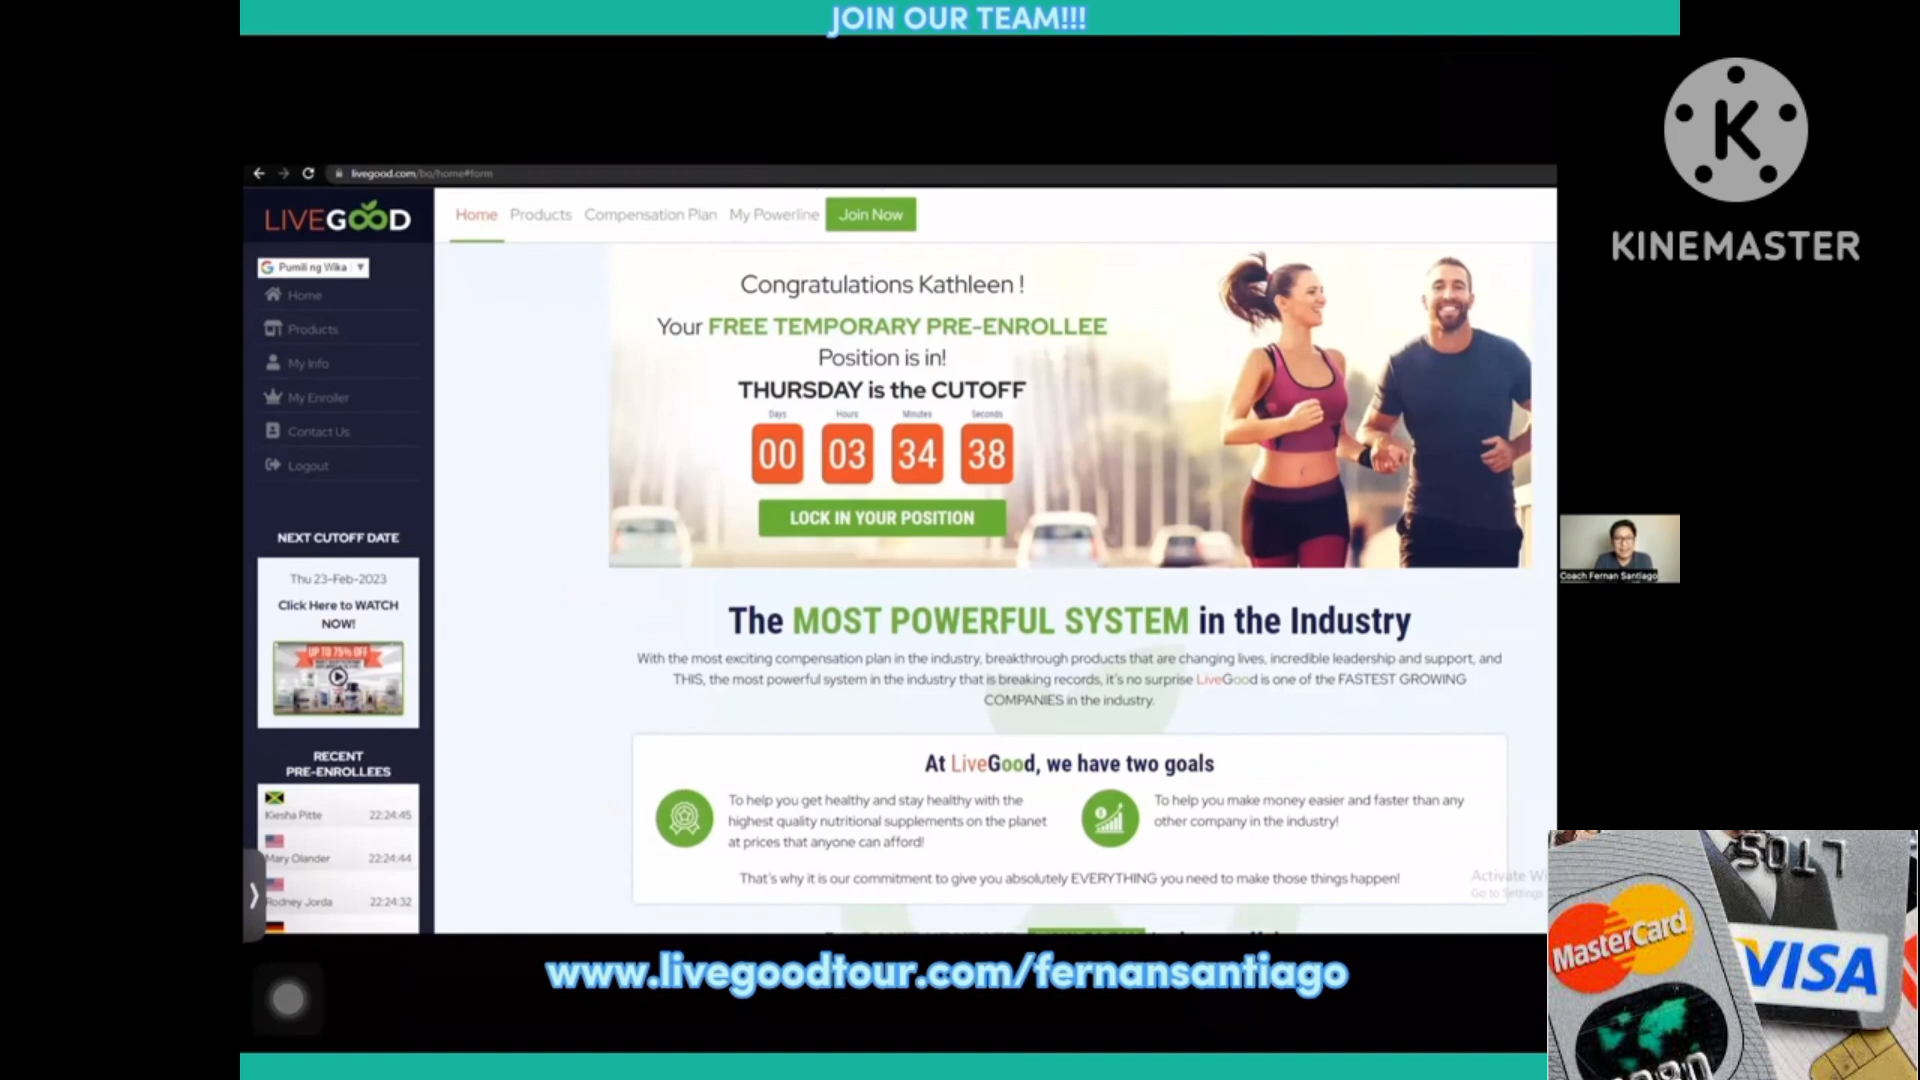 JOIN OUR TEAM!!!
KINEMASTER
livegood.com/bo/home#form
LIVEGOOD
Home Products Compensation Plan My Powerline Join Now
Pumili ng Wika
Home
Products
My Info
My Enroller
Contact Us
Logout
NEXT CUTOFF DATE
Thu 23-Feb-2023
Click Here to WATCH
NOW!
UP TO 75% OFF
RECENT
PRE-ENROLLEES
Kiesha Pitte 22:24:45
Mary Olander 22:24:44
Rodney Jorda 22:24:32
Congratulations Kathleen !
Your FREE TEMPORARY PRE-ENROLLEE
Position is in!
THURSDAY is the CUTOFF
Days Hours Minutes Seconds
00 03 34 38
LOCK IN YOUR POSITION
The MOST POWERFUL SYSTEM in the Industry
With the most exciting compensation plan in the industry, breakthrough products that are changing lives, incredible leadership and support, and
THIS, the most powerful system in the industry that is breaking records, it's no surprise LiveGood is one of the FASTEST GROWING
COMPANIES in the industry.
At LiveGood, we have two goals
To help you get healthy and stay healthy with the
highest quality nutritional supplements on the planet
at prices that anyone can afford!
To help you make money easier and faster than any
other company in the industry!
That's why it is our commitment to give you absolutely EVERYTHING you need to make those things happen!
Activate Wi
Go to Settings
Coach Fernan Santiago
www.livegoodtour.com/fernansantiago
5017
MasterCard
VISA